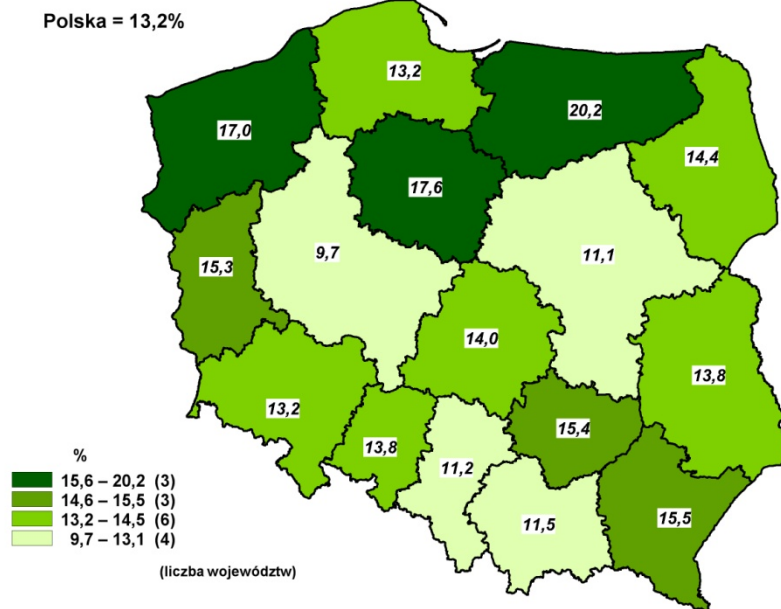 Polska = 13,2%
13,2
20,2
17,0
14,4
17,6
9,7
11,1
15,3
14,0
13,8
13,2
15,4
13,8
11,2
11,5
15,5
%
15,6 – 20,2 (3)
14,6 – 15,5 (3)
13,2 – 14,5 (6)
9,7 – 13,1 (4)
(liczba województw)